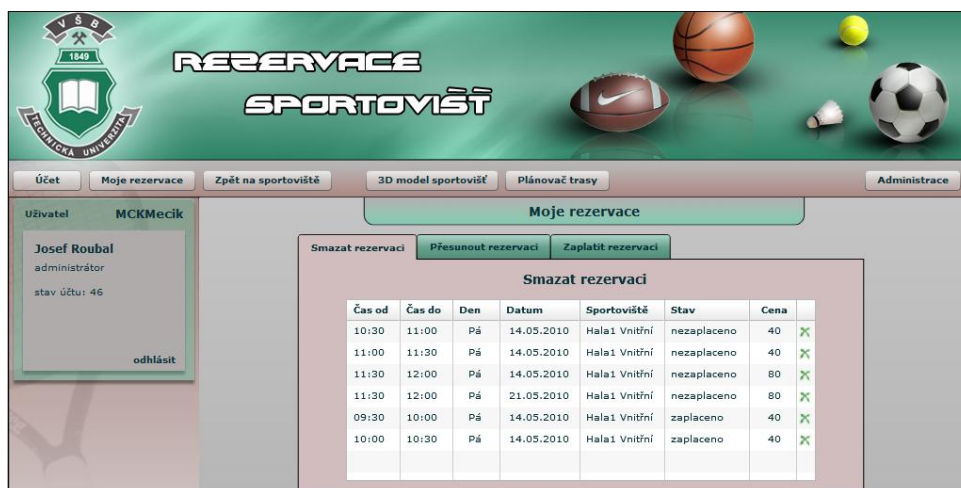 VŠB
1849
TECHNICKÁ UNIVERZITA
REZERVACE
SPORTOVIŠŤ
Účet Moje rezervace Zpět na sportoviště 3D model sportovišť Plánovač trasy Administrace
Uživatel MCKMecik
Josef Roubal
administrátor
stav účtu: 46
odhlásit
Moje rezervace
Smazat rezervaci Přesunout rezervaci Zaplatit rezervaci
Smazat rezervaci
Čas od Čas do Den Datum Sportoviště Stav Cena
10:30 11:00 Pá 14.05.2010 Hala1 Vnitřní nezaplaceno 40
11:00 11:30 Pá 14.05.2010 Hala1 Vnitřní nezaplaceno 40
11:30 12:00 Pá 14.05.2010 Hala1 Vnitřní nezaplaceno 80
11:30 12:00 Pá 21.05.2010 Hala1 Vnitřní nezaplaceno 80
09:30 10:00 Pá 14.05.2010 Hala1 Vnitřní zaplaceno 40
10:00 10:30 Pá 14.05.2010 Hala1 Vnitřní zaplaceno 40